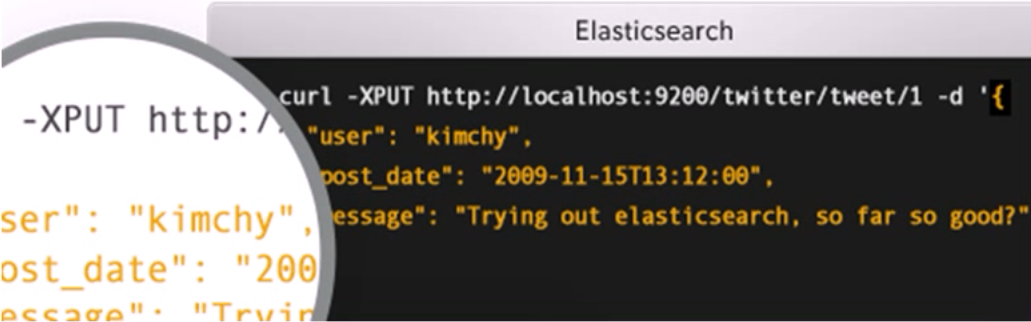 Elasticsearch
curl -XPUT http://localhost:9200/twitter/tweet/1 -d '{
"user": "kimchy",
post_date": "2009-11-15T13:12:00",
essage": "Trying out elasticsearch, so far so good?"
-XPUT http:/
ser": "kimchy",
ost_date": "200
essage": "Tryin